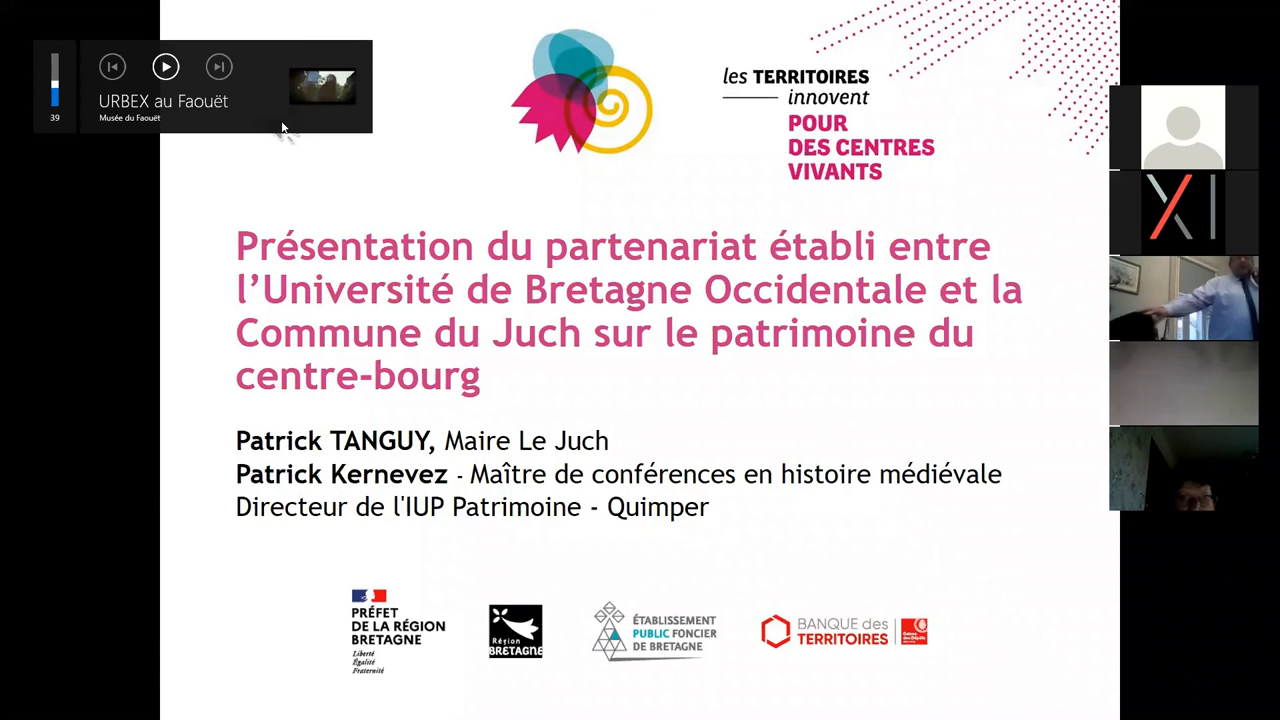 39
URBEX au Faouët
Musée du Faouët
les TERRITOIRES
innovent
POUR
DES CENTRES
VIVANTS
XI
Présentation du partenariat établi entre
l’Université de Bretagne Occidentale et la
Commune du Juch sur le patrimoine du
centre-bourg
Patrick TANGUY, Maire Le Juch
Patrick Kernevez - Maître de conférences en histoire médiévale
Directeur de l'IUP Patrimoine - Quimper
PRÉFET
DE LA RÉGION
BRETAGNE
Liberté
Égalité
Fraternité
Région
BRETAGNE
ÉTABLISSEMENT
PUBLIC FONCIER
DE BRETAGNE
BANQUE des
TERRITOIRES